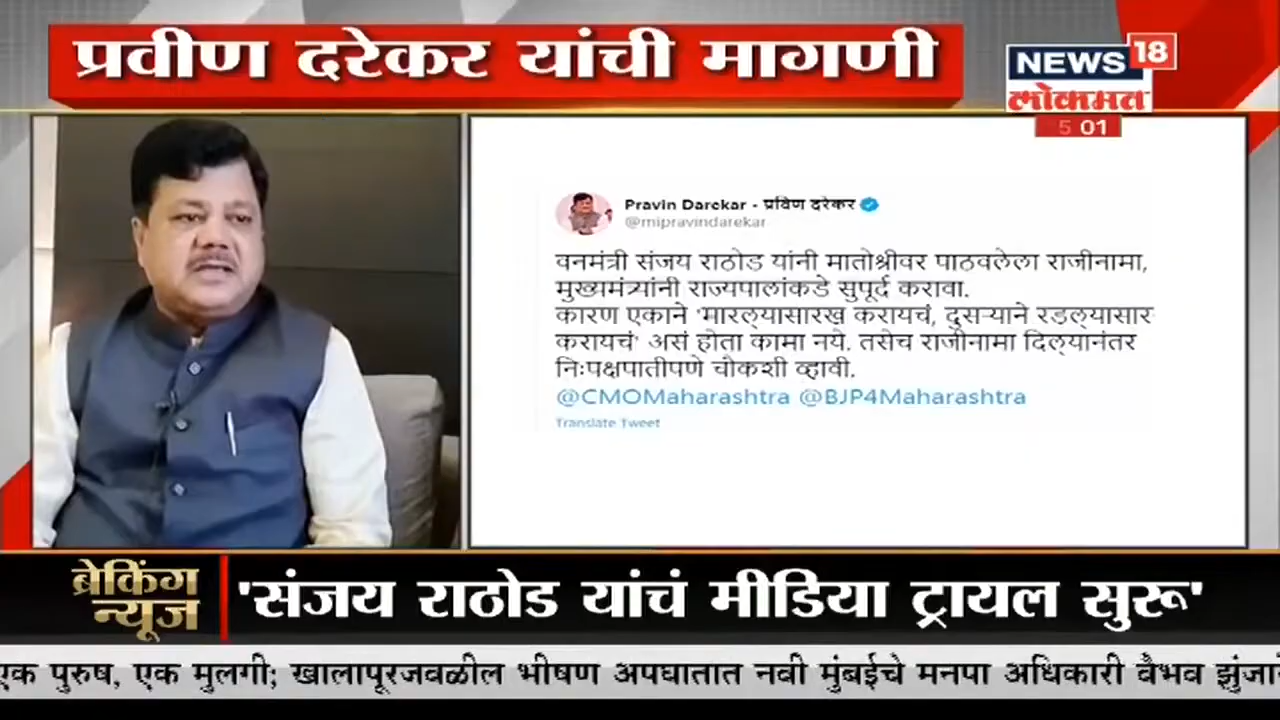 प्रवीण दरेकर यांची मागणी
NEWS 18
लोकमत
5 01
Pravin Darekar - प्रविण दरेकर
@mipravindarekar
वनमंत्री संजय राठोड यांनी मातोश्रीवर पाठवलेला राजीनामा,
मुख्यमंत्र्यांनी राज्यपालांकडे सुपूर्द करावा.
कारण एकाने 'मारल्यासारख करायचं, दुसऱ्याने रडल्यासार
करायचं' असं होता कामा नये. तसेच राजीनामा दिल्यानंतर
निःपक्षपातीपणे चोकशी व्हावी.
@CMOMaharashtra @BJP4Maharashtra
Translate Tweet
ब्रेकिंग
न्यूज
'संजय राठोड यांचं मीडिया ट्रायल सुरू'
एक पुरुष, एक मुलगी; खालापूरजवळील भीषण अपघातात नवी मुंबईचे मनपा अधिकारी वैभव झुंजारे